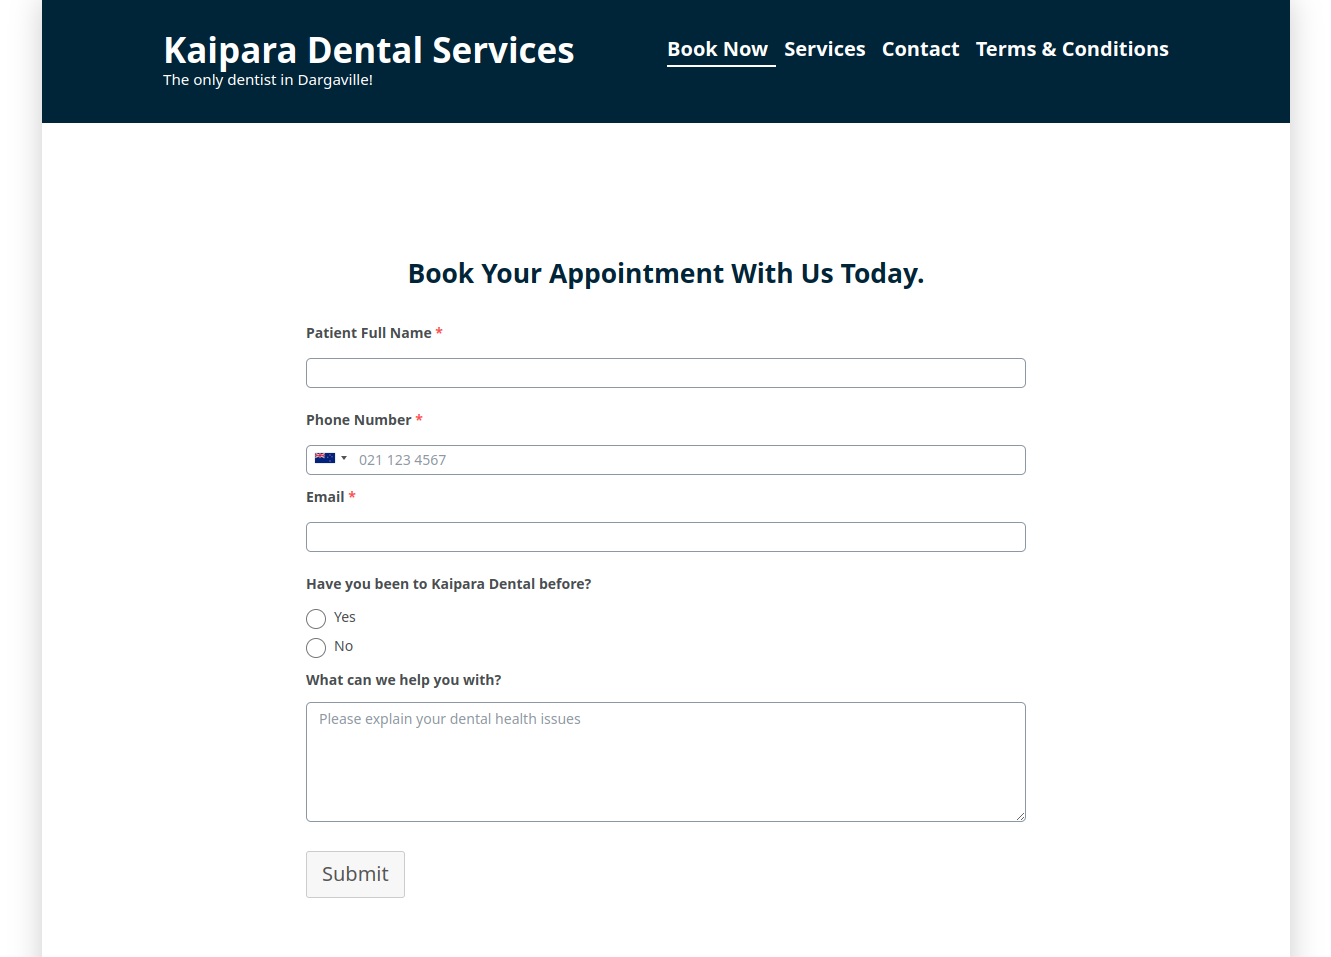 Kaipara Dental Services
The only dentist in Dargaville!
Book Now Services Contact Terms & Conditions
Book Your Appointment With Us Today.
Patient Full Name *
Phone Number *
021 123 4567
Email *
Have you been to Kaipara Dental before?
Yes
No
What can we help you with?
Please explain your dental health issues
Submit